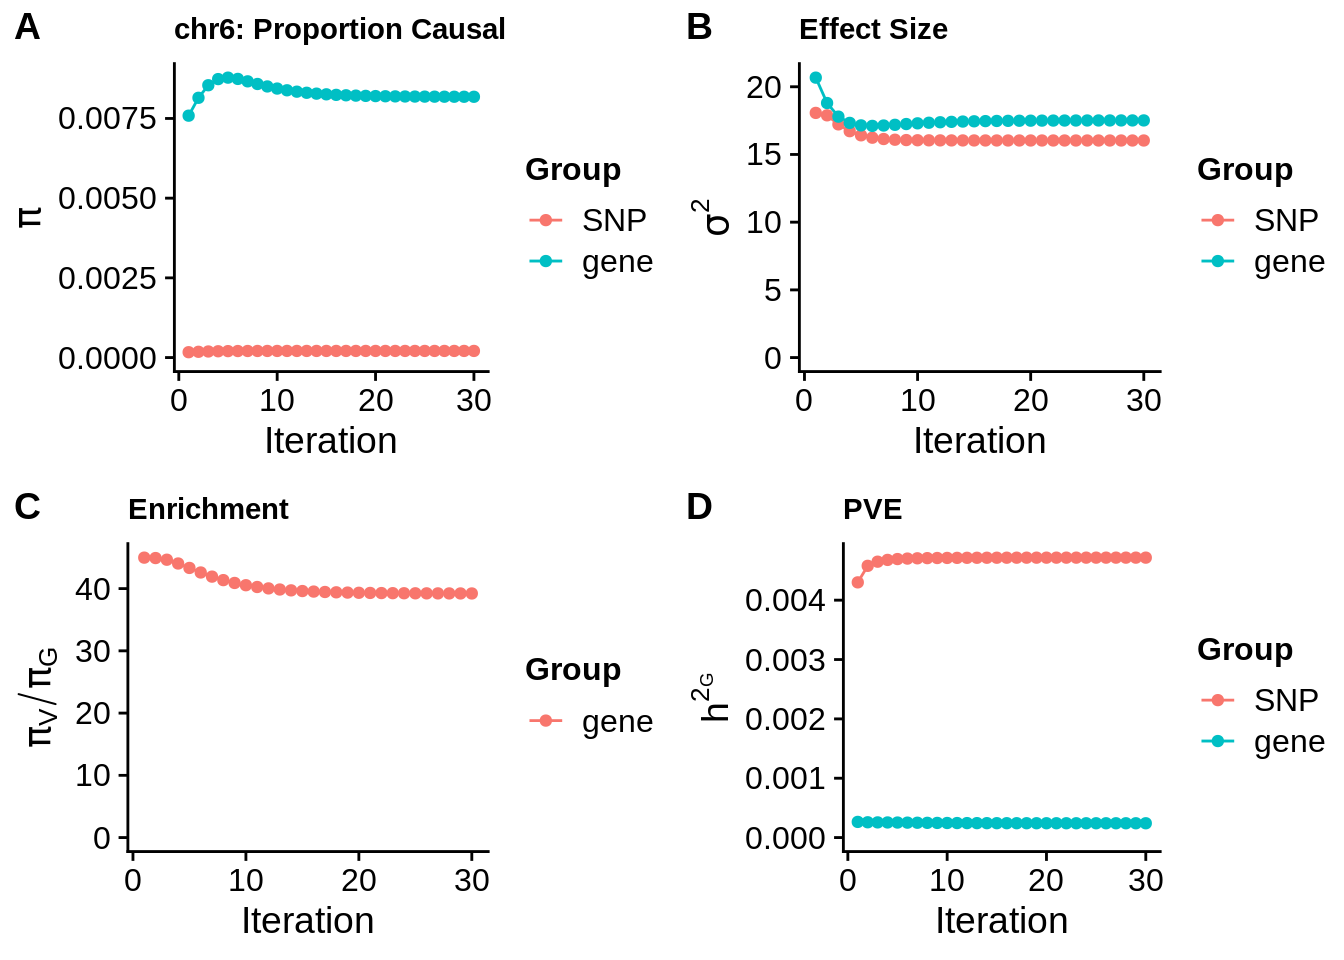 A
chr6: Proportion Causal
π
0.0075
0.0050
0.0025
0.0000
0 10 20 30
Iteration
Group
SNP
gene
B
Effect Size
σ²
20
15
10
5
0
0 10 20 30
Iteration
Group
SNP
gene
C
Enrichment
πV/πG
40
30
20
10
0
0 10 20 30
Iteration
Group
gene
D
PVE
h²G
0.004
0.003
0.002
0.001
0.000
0 10 20 30
Iteration
Group
SNP
gene